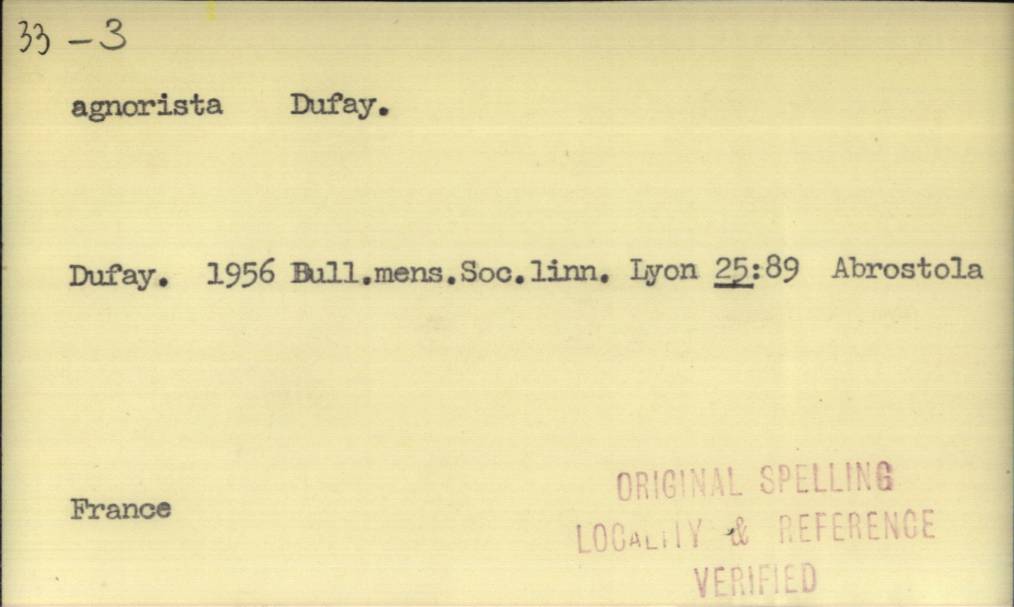 33 - 3
agnorista Dufay.
Dufay. 1956 Bull.mens.Soc.linn. Lyon 25:89 Abrostola
France
ORIGINAL SPELLING
LOCALITY & REFERENCE
VERIFIED